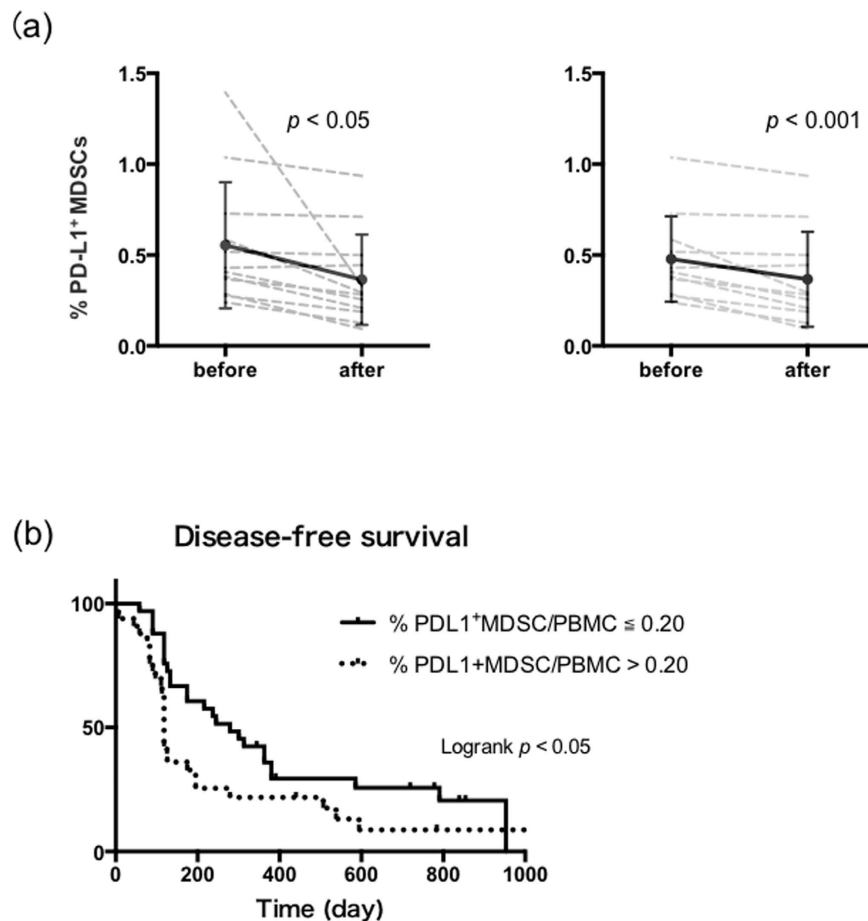 (a)
1.5
1.0
0.5
0.0
% PD-L1⁺ MDSCs
p < 0.05
before after
1.5
1.0
0.5
0.0
p < 0.001
before after
(b)
Disease-free survival
100
50
0
% PDL1⁺MDSC/PBMC ≦ 0.20
% PDL1+MDSC/PBMC > 0.20
Logrank p < 0.05
0 200 400 600 800 1000
Time (day)